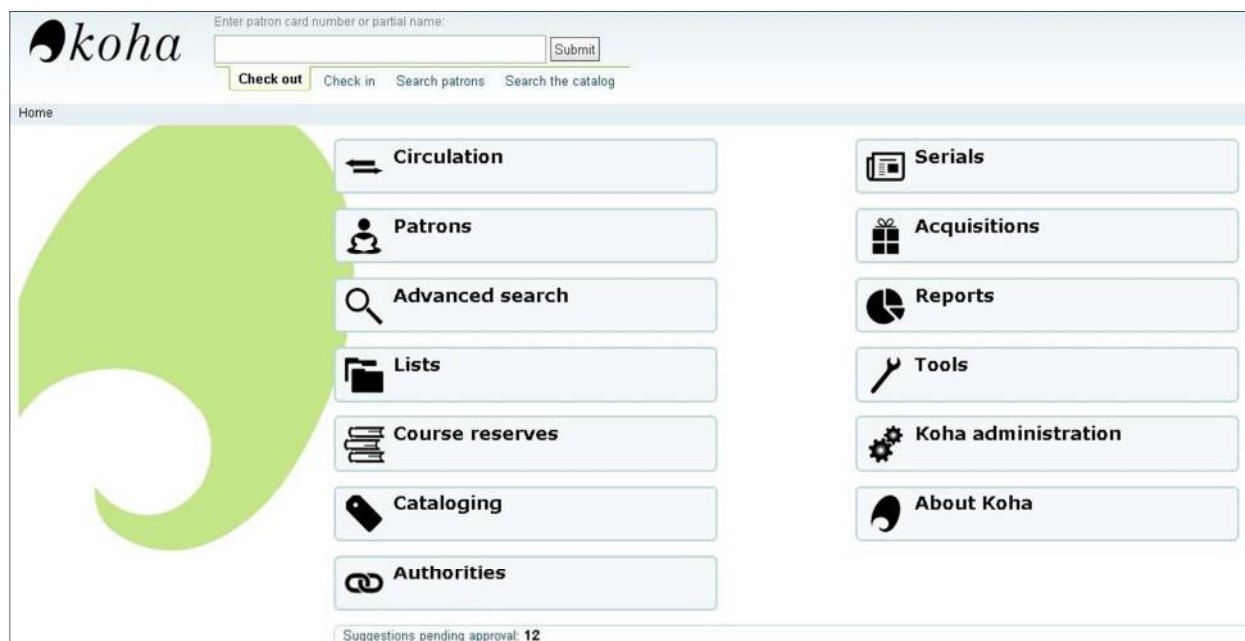 koha
Enter patron card number or partial name:
Submit
Check out Check in Search patrons Search the catalog
Home
Circulation
Patrons
Advanced search
Lists
Course reserves
Cataloging
Authorities
Serials
Acquisitions
Reports
Tools
Koha administration
About Koha
Suggestions pending approval: 12